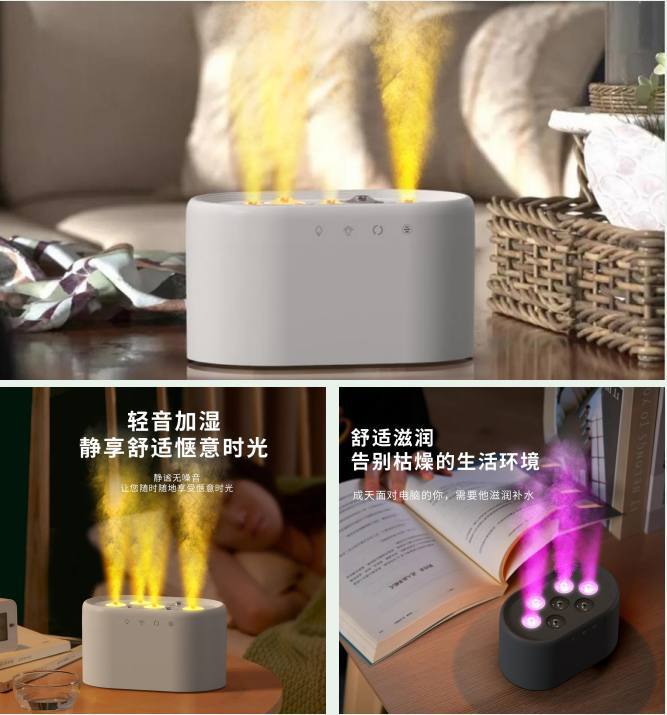 轻音加湿
静享舒适惬意时光
静谧无噪音
让您随时随地享受惬意时光
舒适滋润
告别枯燥的生活环境
成天面对电脑的你，需要他滋润补水